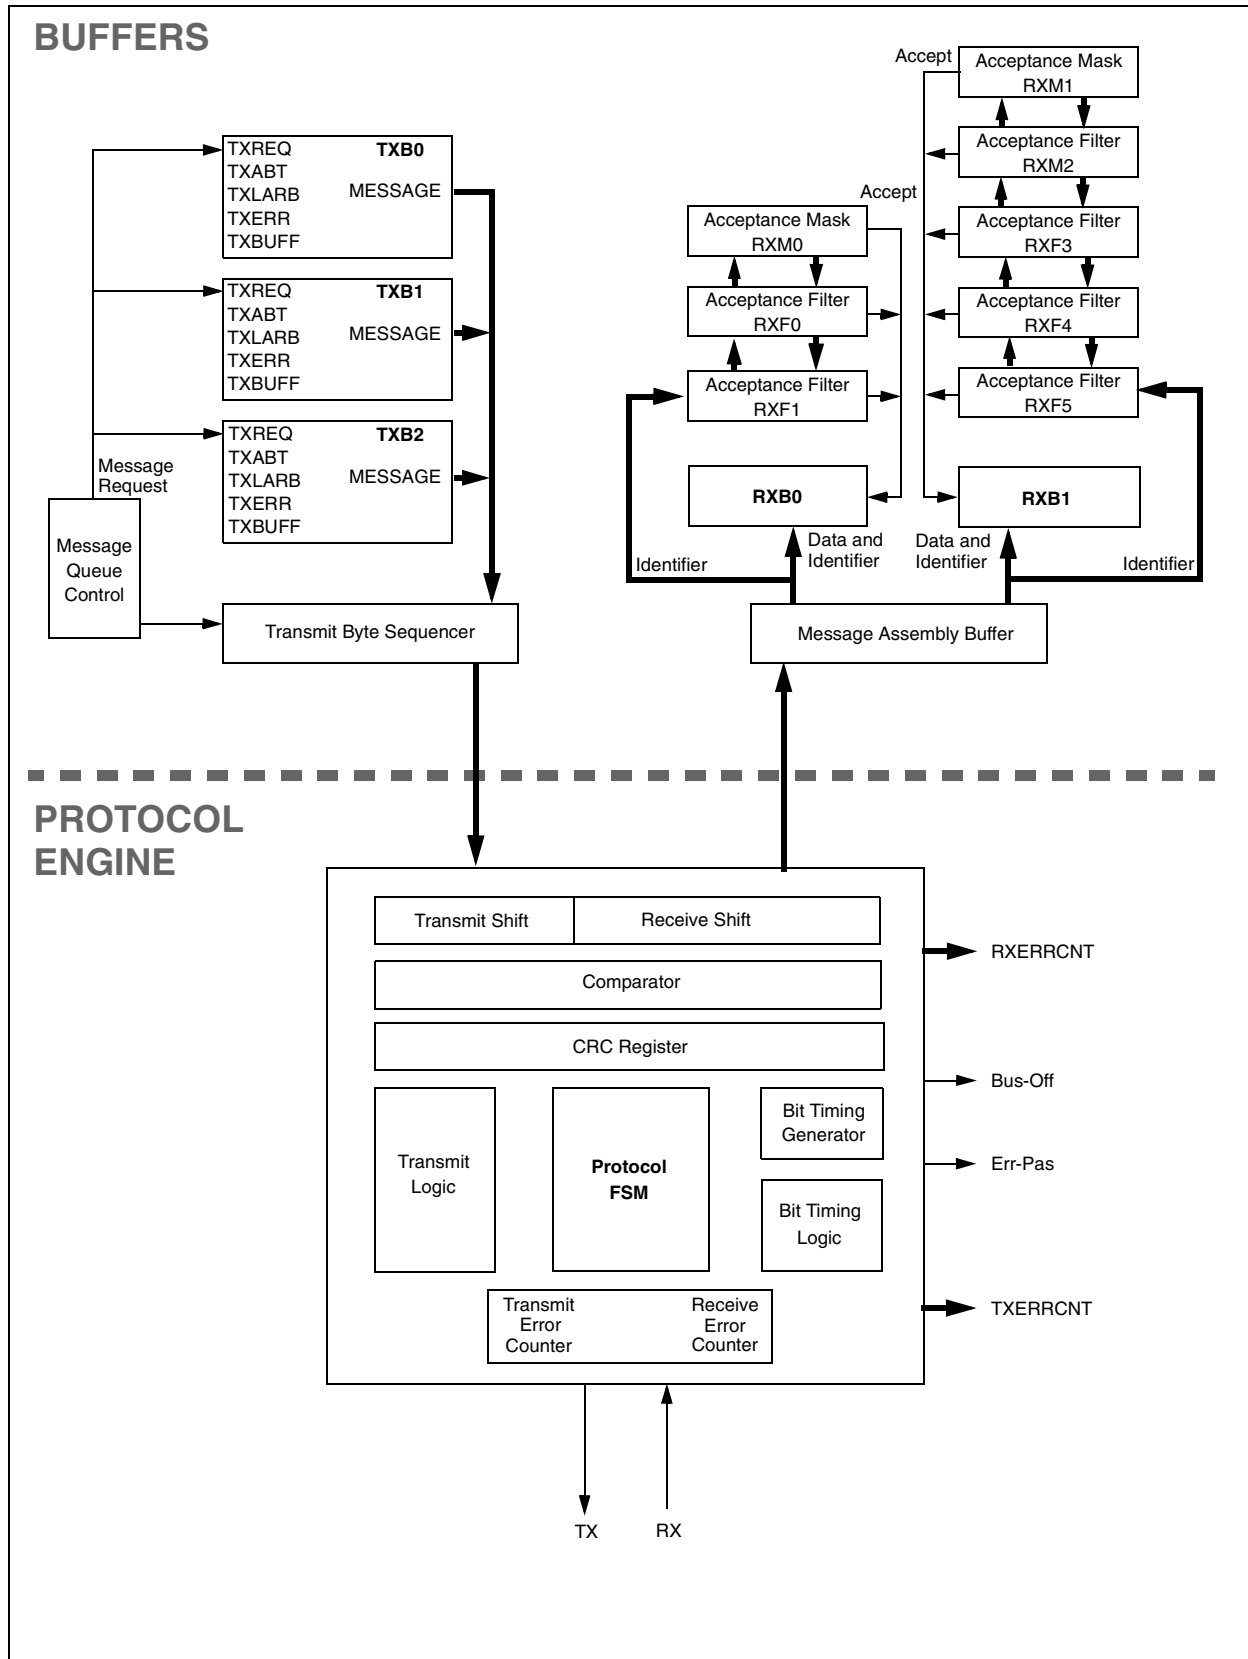 BUFFERS
TXREQ TXB0
TXABT
MESSAGE
TXLARB
TXERR
TXBUFF
TXREQ TXB1
TXABT
MESSAGE
TXLARB
TXERR
TXBUFF
TXREQ TXB2
TXABT
MESSAGE
TXLARB
TXERR
TXBUFF
Message
Request
Message
Queue
Control
Transmit Byte Sequencer
Accept
Acceptance Mask
RXM1
Acceptance Filter
RXM2
Accept
Acceptance Mask
RXM0
Acceptance Filter
RXF3
Acceptance Filter
RXF0
Acceptance Filter
RXF4
Acceptance Filter
RXF1
Acceptance Filter
RXF5
RXB0
RXB1
Identifier
Data and
Identifier
Data and
Identifier
Identifier
Message Assembly Buffer
PROTOCOL
ENGINE
Transmit Shift
Receive Shift
Comparator
CRC Register
Transmit
Logic
Protocol
FSM
Bit Timing
Generator
Bit Timing
Logic
Transmit
Error
Counter
Receive
Error
Counter
RXERRCNT
Bus-Off
Err-Pas
TXERRCNT
TX
RX